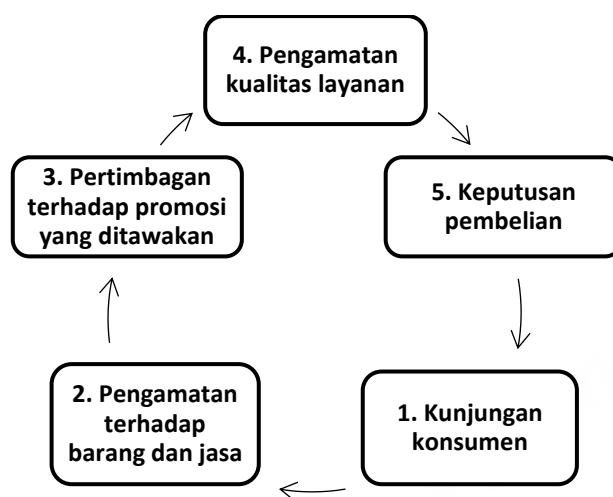 4. Pengamatan
kualitas layanan
3. Pertimbagan
terhadap promosi
yang ditawakan
5. Keputusan
pembelian
2. Pengamatan
terhadap
barang dan jasa
1. Kunjungan
konsumen